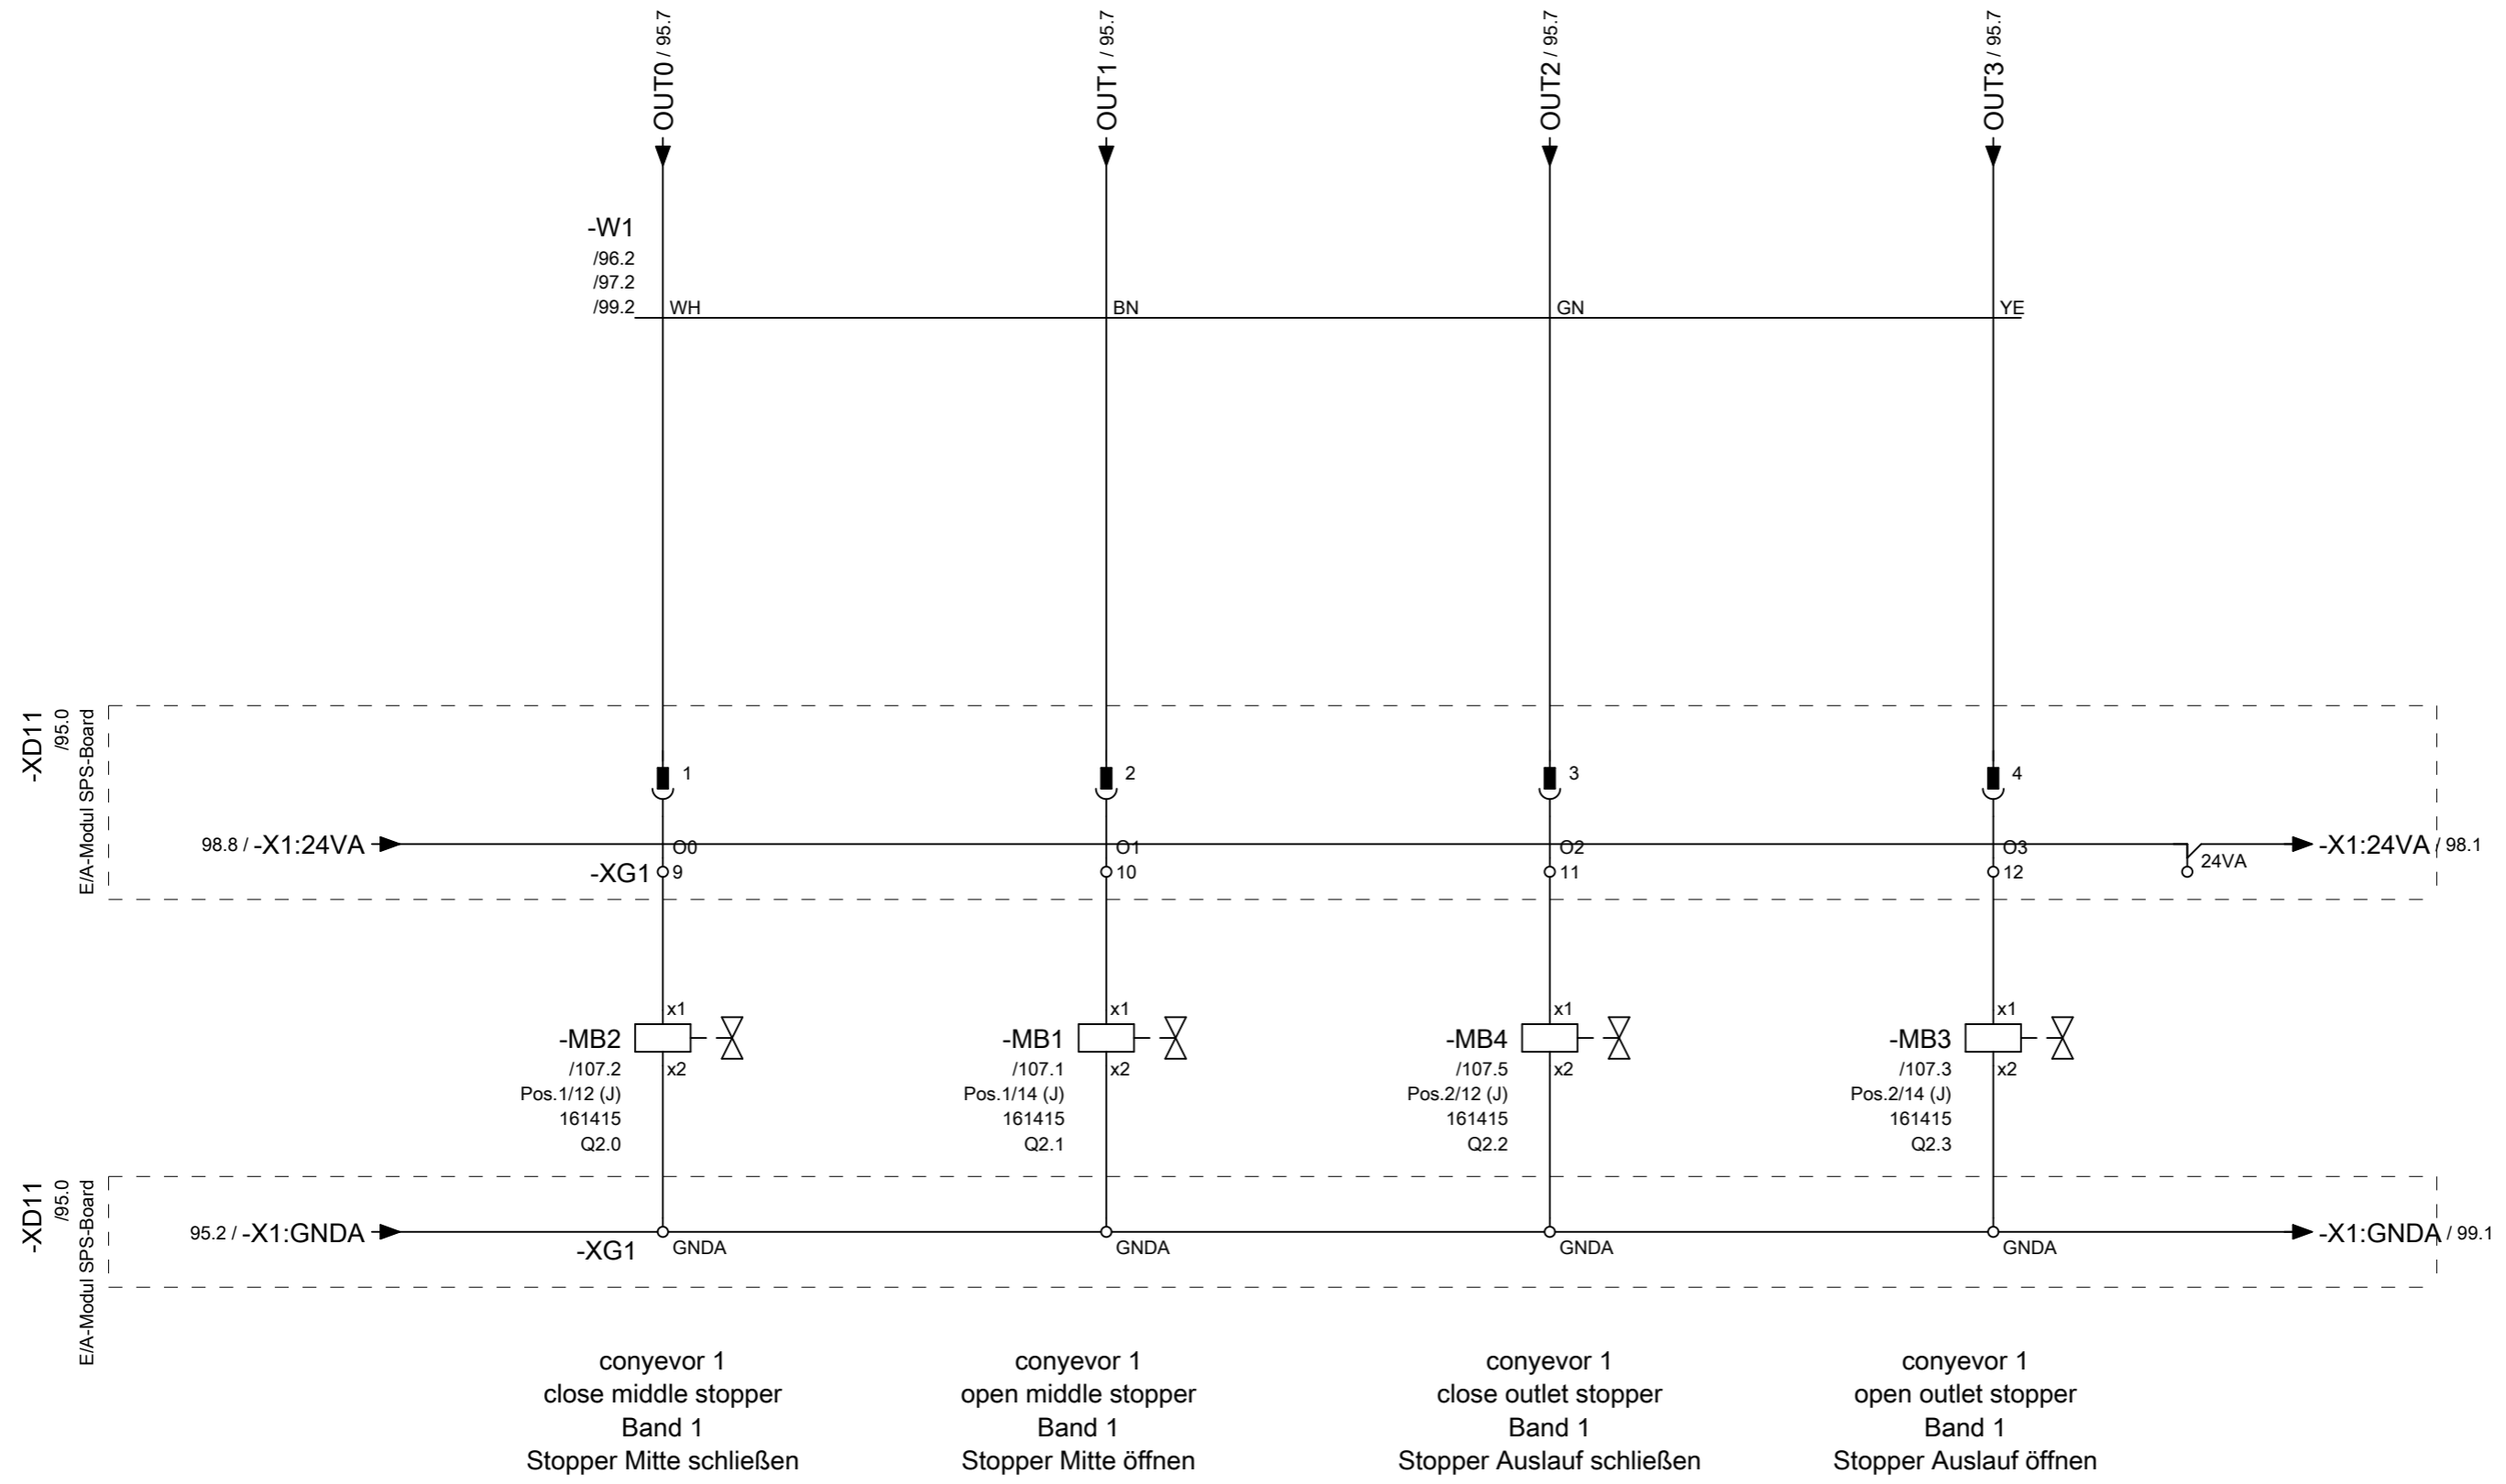 OUT0 / 95.7
OUT1 / 95.7
OUT2 / 95.7
OUT3 / 95.7
-W1
/96.2
/97.2
/99.2
WH
BN
GN
YE
-XD11
/95.0
E/A-Modul SPS-Board
1
2
3
4
98.8 / -X1:24VA
O0
O1
O2
O3
24VA
-X1:24VA / 98.1
-XG1
9
10
11
12
-MB2
/107.2
Pos.1/12 (J)
161415
Q2.0
x1
x2
-MB1
/107.1
Pos.1/14 (J)
161415
Q2.1
x1
x2
-MB4
/107.5
Pos.2/12 (J)
161415
Q2.2
x1
x2
-MB3
/107.3
Pos.2/14 (J)
161415
Q2.3
x1
x2
-XD11
/95.0
E/A-Modul SPS-Board
95.2 / -X1:GNDA
-XG1
GNDA
GNDA
GNDA
GNDA
-X1:GNDA / 99.1
conyevor 1
close middle stopper
Band 1
Stopper Mitte schließen
conyevor 1
open middle stopper
Band 1
Stopper Mitte öffnen
conyevor 1
close outlet stopper
Band 1
Stopper Auslauf schließen
conyevor 1
open outlet stopper
Band 1
Stopper Auslauf öffnen